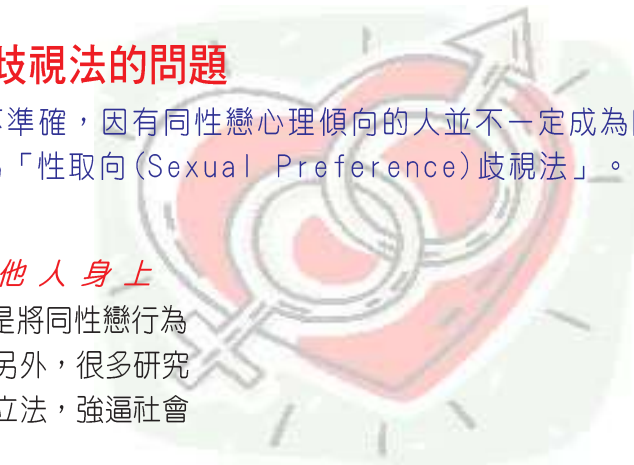 歧視法的問題
準確，因有同性戀心理傾向的人並不一定成為
「性取向(Sexual Preference)歧視法」。
他人身上
是將同性戀行為
另外，很多研究
立法，強逼社會